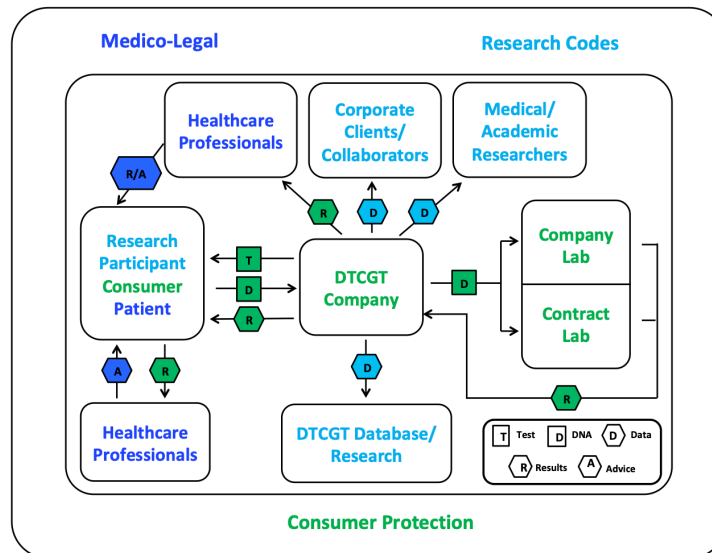 Medico-Legal
Research Codes
Healthcare
Professionals
Corporate
Clients/
Collaborators
Medical/
Academic
Researchers
R/A
R
D
D
Research
Participant
Consumer
Patient
T
D
R
DTCGT
Company
D
Company
Lab
Contract
Lab
A
R
D
R
Healthcare
Professionals
DTCGT Database/
Research
T Test
D DNA
D Data
R Results
A Advice
Consumer Protection